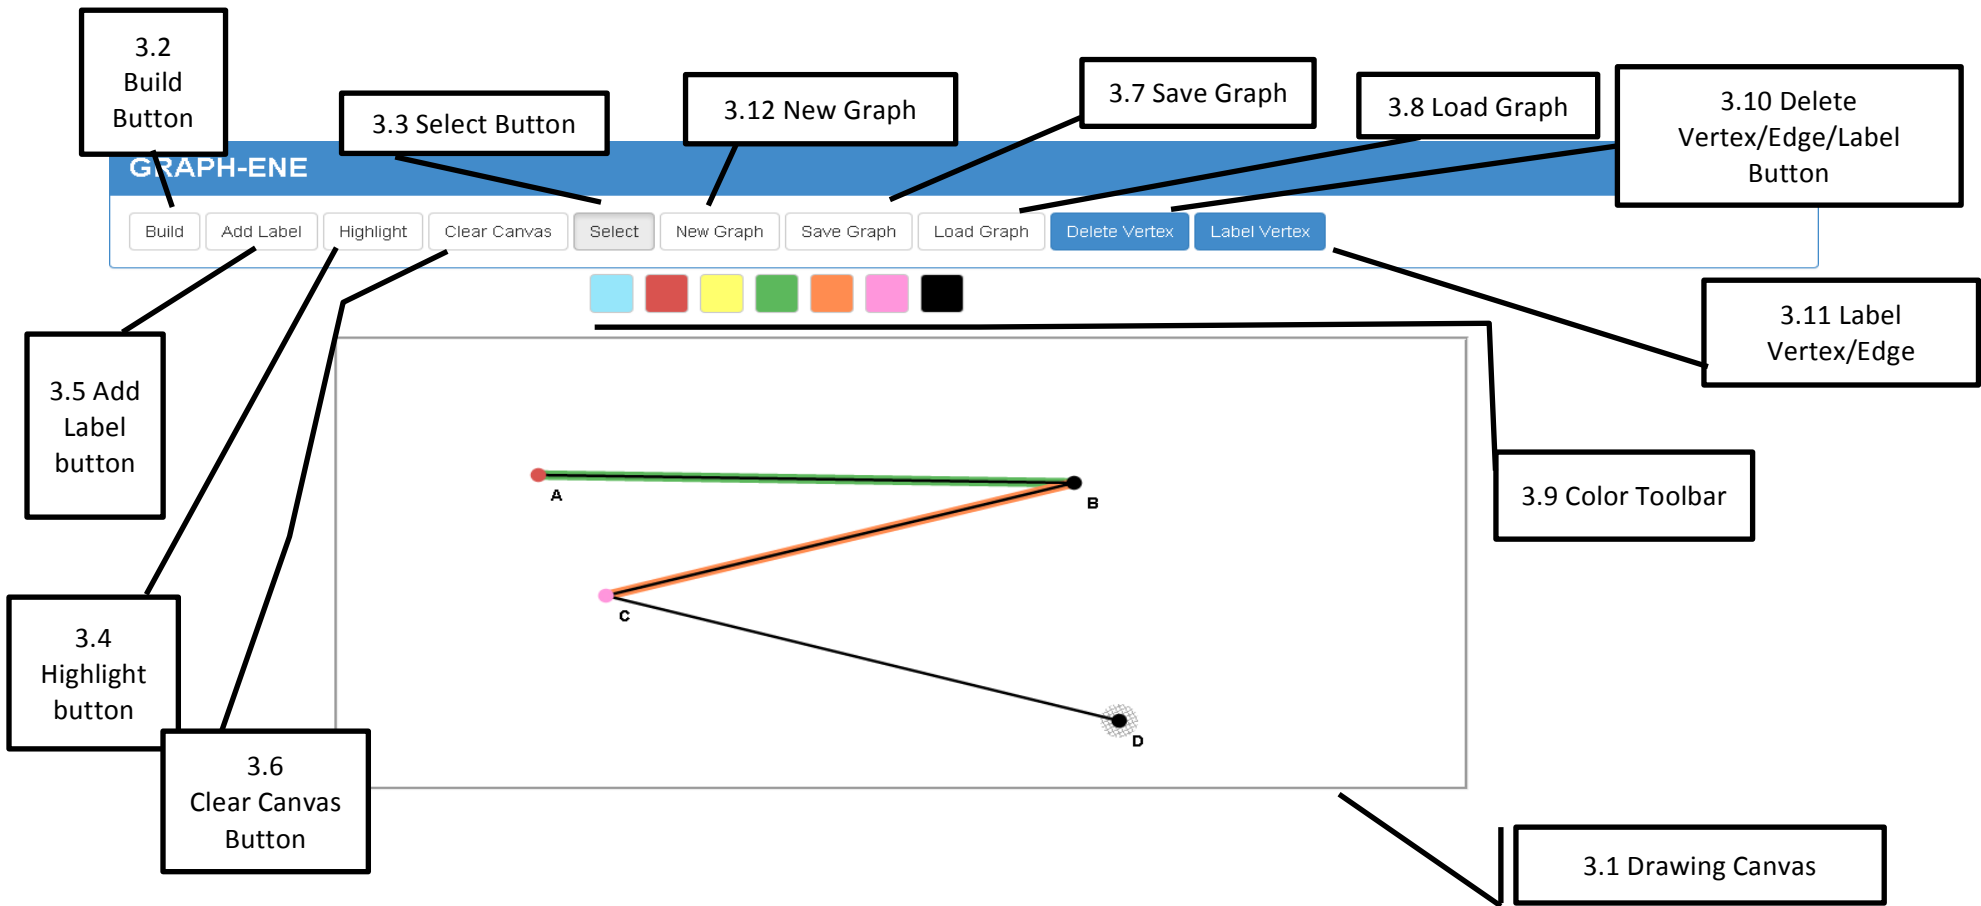 3.2
Build
Button
3.3 Select Button
3.12 New Graph
3.7 Save Graph
3.8 Load Graph
3.10 Delete
Vertex/Edge/Label
Button
GRAPH-ENE
Build
Add Label
Highlight
Clear Canvas
Select
New Graph
Save Graph
Load Graph
Delete Vertex
Label Vertex
3.11 Label
Vertex/Edge
3.5 Add
Label
button
A
B
3.9 Color Toolbar
C
3.4
Highlight
button
D
3.6
Clear Canvas
Button
3.1 Drawing Canvas